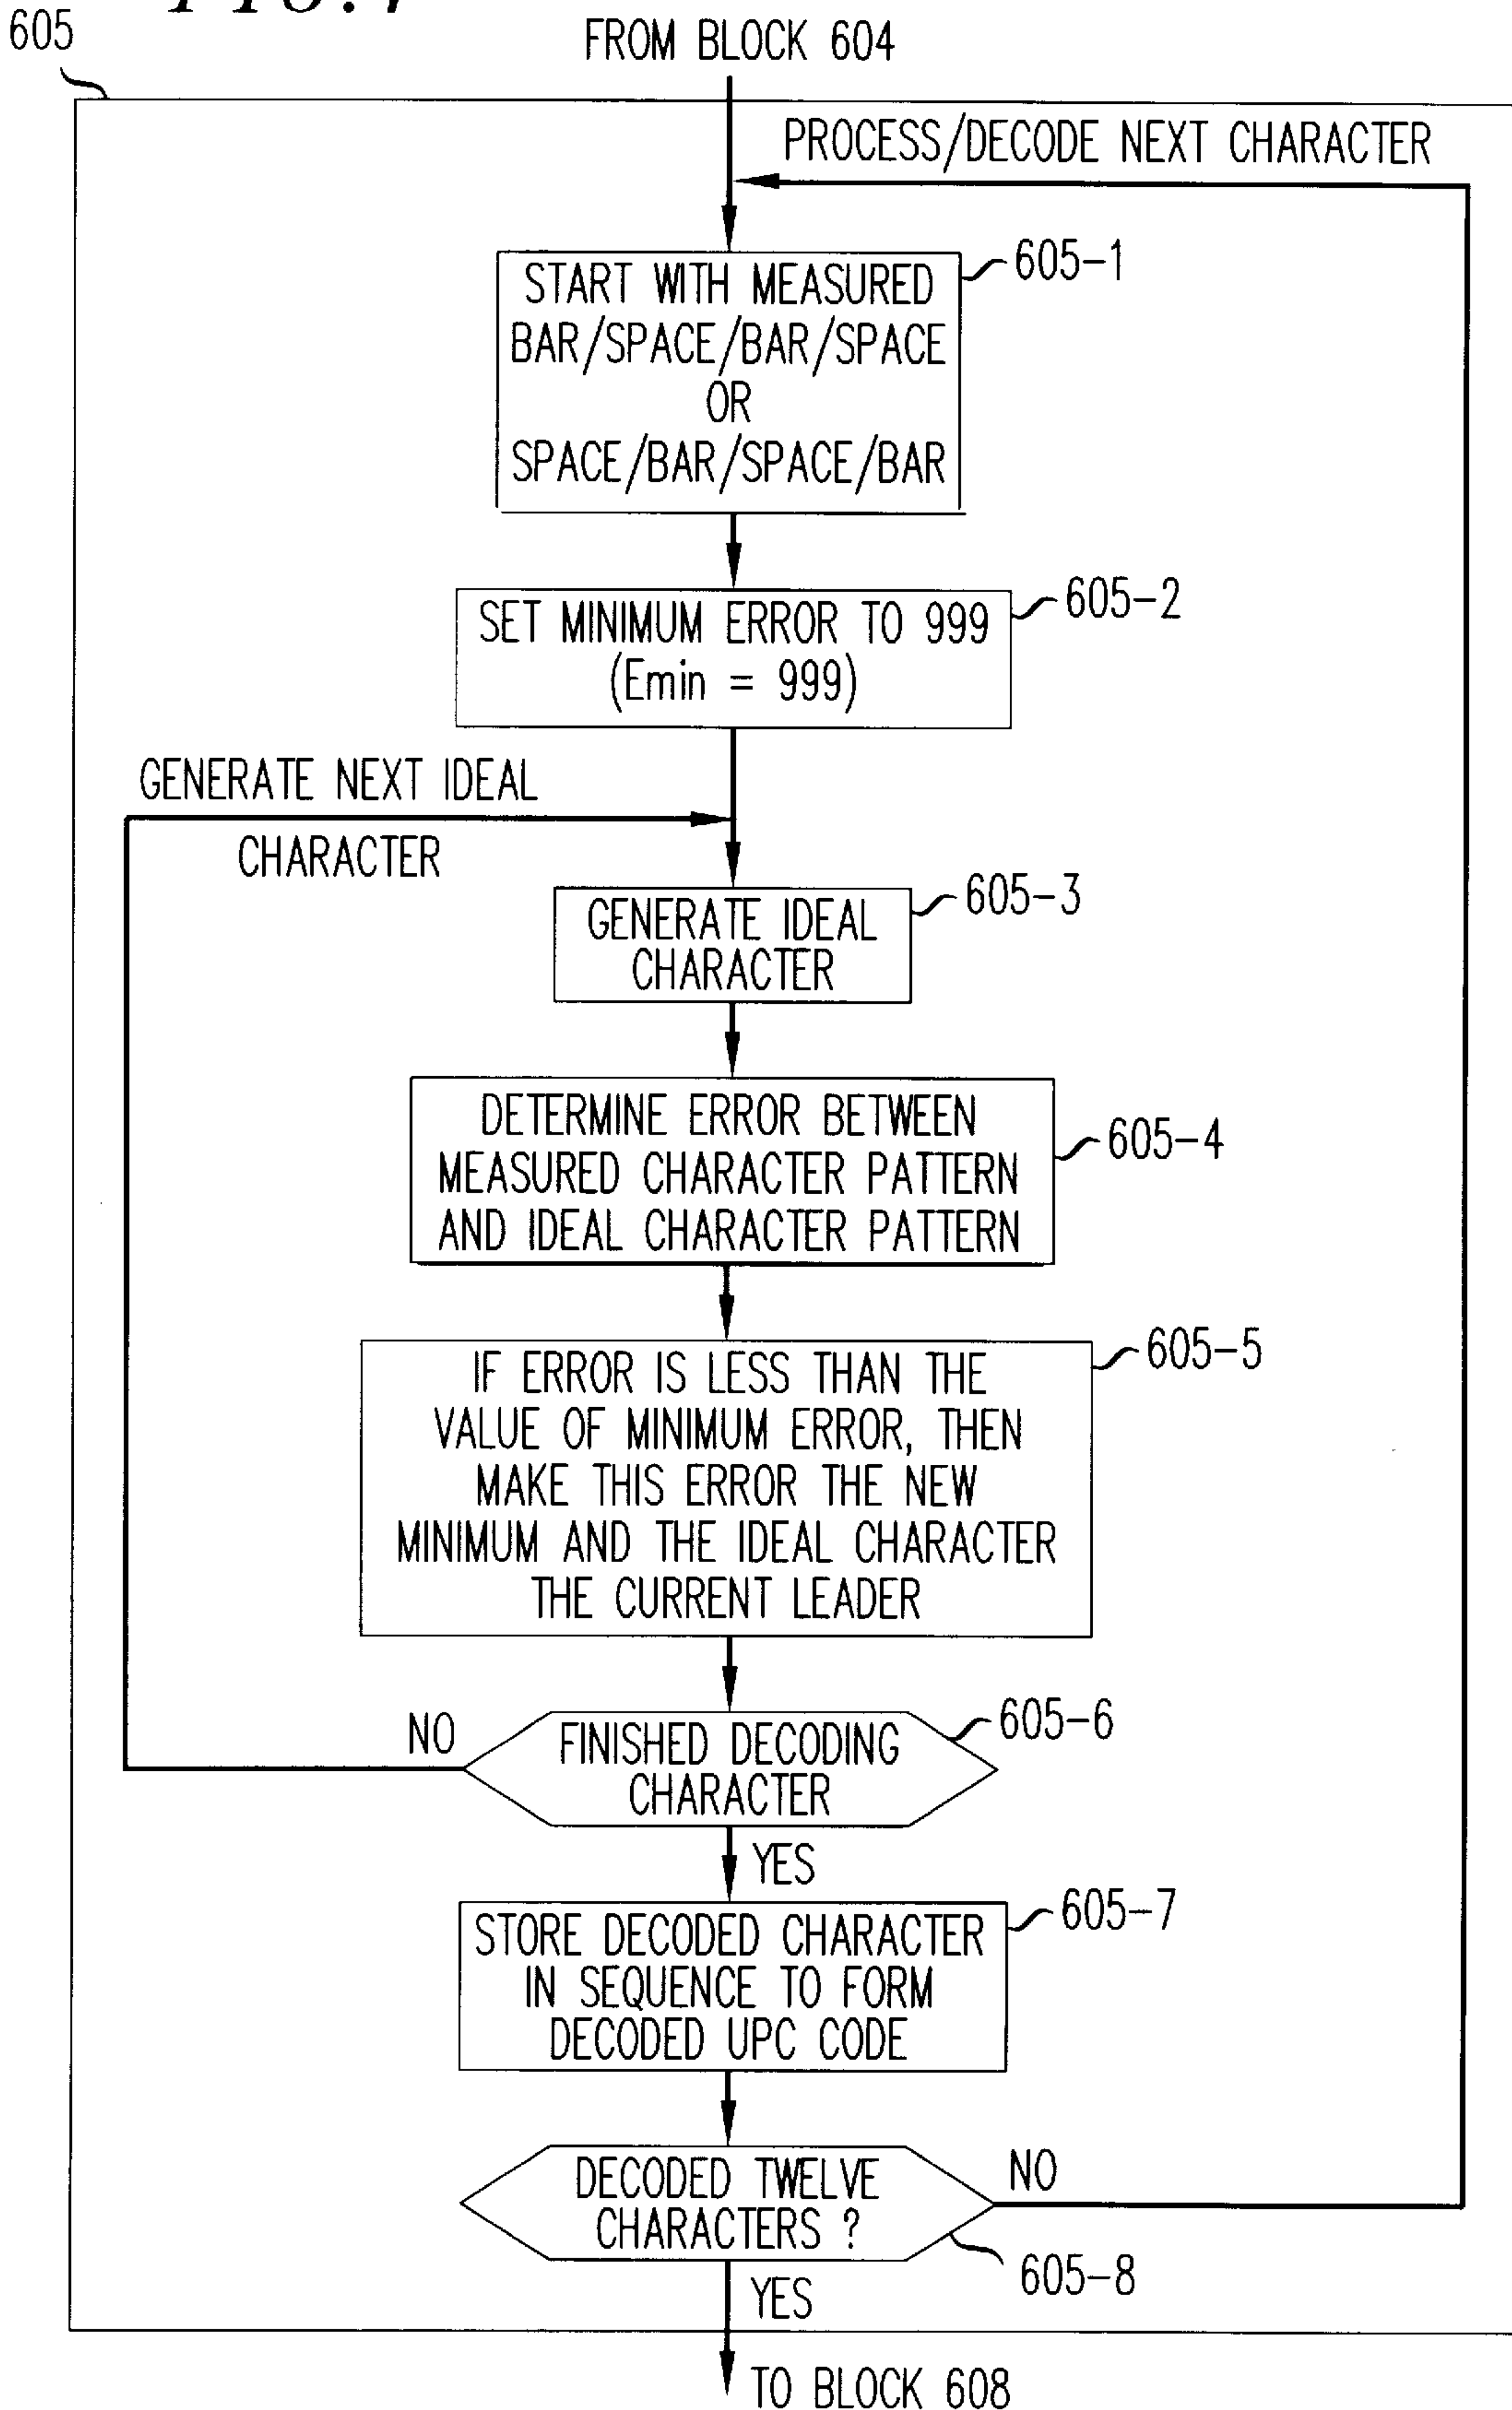 605
FROM BLOCK 604
PROCESS/DECODE NEXT CHARACTER
605-1
START WITH MEASURED
BAR/SPACE/BAR/SPACE
OR
SPACE/BAR/SPACE/BAR
605-2
SET MINIMUM ERROR TO 999
(Emin = 999)
GENERATE NEXT IDEAL
CHARACTER
605-3
GENERATE IDEAL
CHARACTER
605-4
DETERMINE ERROR BETWEEN
MEASURED CHARACTER PATTERN
AND IDEAL CHARACTER PATTERN
605-5
IF ERROR IS LESS THAN THE
VALUE OF MINIMUM ERROR, THEN
MAKE THIS ERROR THE NEW
MINIMUM AND THE IDEAL CHARACTER
THE CURRENT LEADER
605-6
NO
FINISHED DECODING
CHARACTER
YES
605-7
STORE DECODED CHARACTER
IN SEQUENCE TO FORM
DECODED UPC CODE
NO
DECODED TWELVE
CHARACTERS ?
605-8
YES
TO BLOCK 608